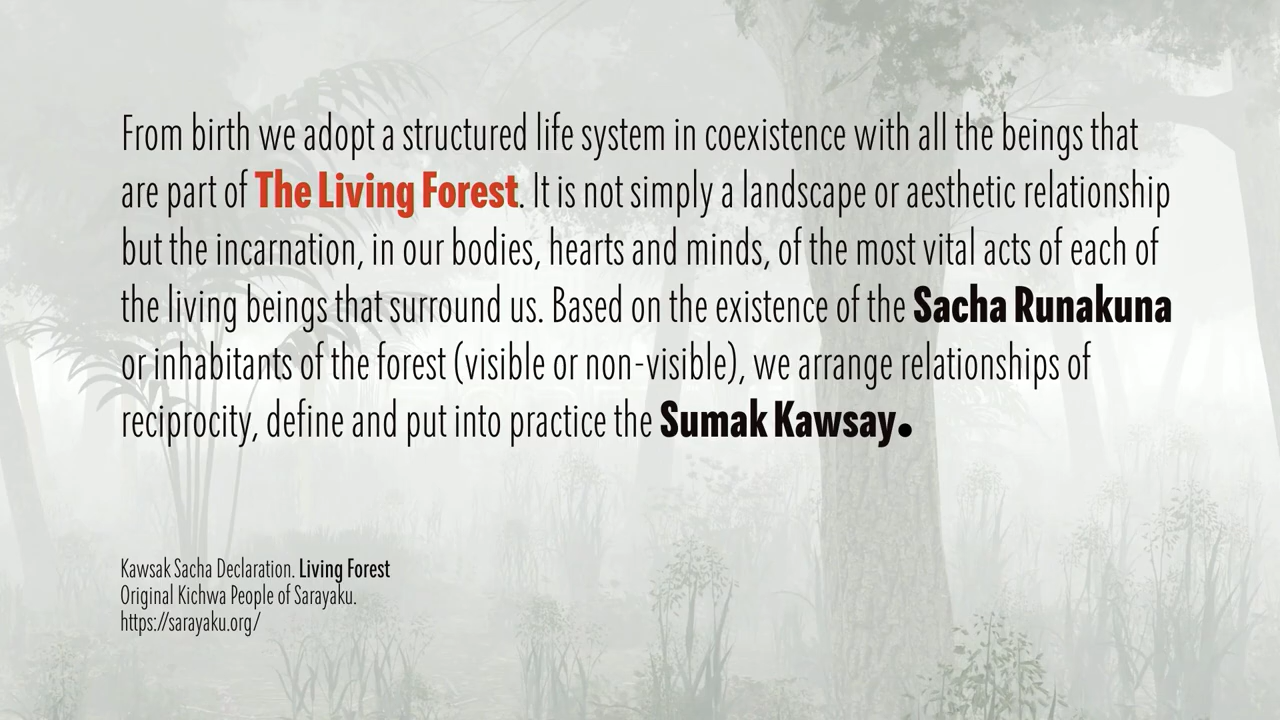 From birth we adopt a structured life system in coexistence with all the beings that
are part of The Living Forest. It is not simply a landscape or aesthetic relationship
but the incarnation, in our bodies, hearts and minds, of the most vital acts of each of
the living beings that surround us. Based on the existence of the Sacha Runakuna
or inhabitants of the forest (visible or non-visible), we arrange relationships of
reciprocity, define and put into practice the Sumak Kawsay.
Kawsak Sacha Declaration. Living Forest
Original Kichwa People of Sarayaku.
https://sarayaku.org/